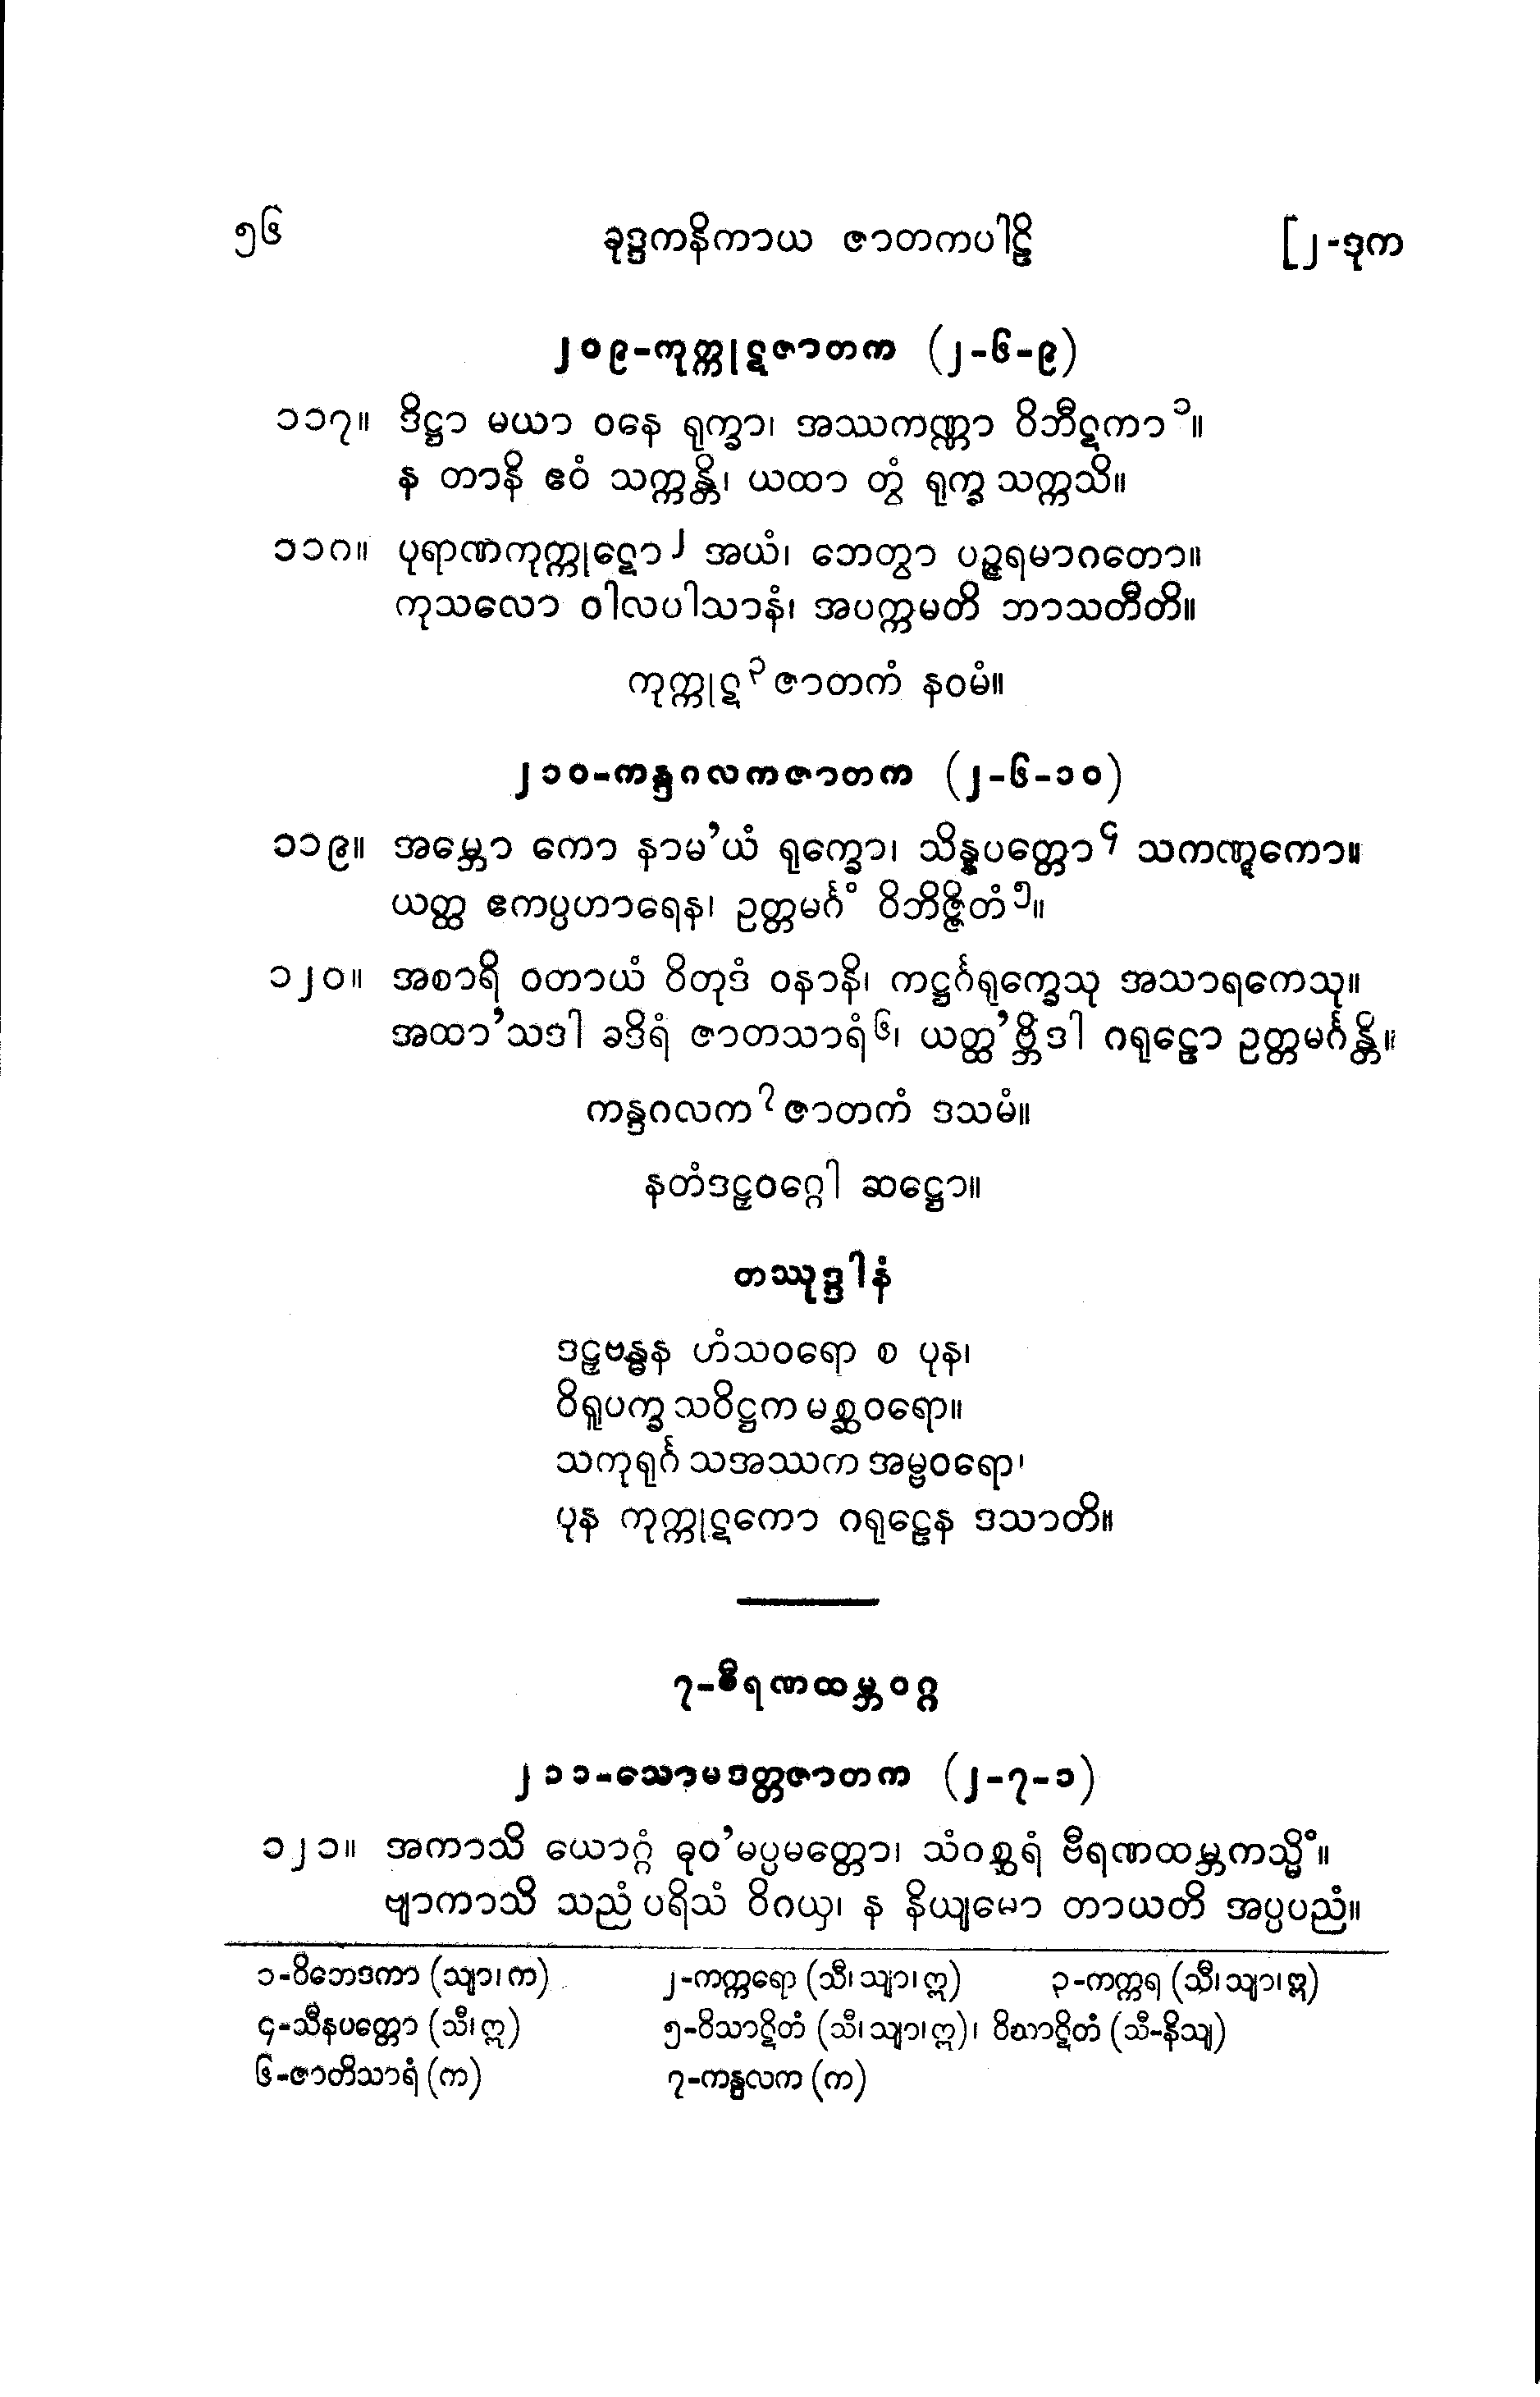 ၅၆ ခုဒ္ဒကနိကာယ ဇာတကပါဠိ [၂-ဒုက
၂၀၉-ကုက္ကုဋဇာတက (၂-၆-၉)
၁၁၇။ ဒိဋ္ဌာ မယာ ဝနေ ရုက္ခာ၊ အဿကဏ္ဏာ ဝိဘီဋကာ၁။
န တာနိ ဧဝံ သက္ကန္တိ၊ ယထာ တွံ ရုက္ခ သက္ကသိ။
၁၁၈။ ပုရာဏကုက္ကုဋော၂ အယံ၊ ဘေတွာ ပဉ္ဇရမာဂတော။
ကုသလော ဝါလပါသာနံ၊ အပက္ကမတိ ဘာသတီတိ။
ကုက္ကုဋ၃ဇာတကံ နဝမံ။
၂၁၀-ကန္ဒဂလကဇာတက (၂-၆-၁၀)
၁၁၉။ အမ္ဘော ကော နာမ’ယံ ရုက္ခော၊ သိန္နပတ္တော၄ သကဏ္ဋကော။
ယတ္ထ ဧကပ္ပဟာရေန၊ ဥတ္တမင်္ဂံ ဝိဘိဇ္ဇိတံ၅။
၁၂၀။ အစာရိ ဝတာယံ ဝိတုဒံ ဝနာနိ၊ ကဋ္ဌင်္ဂရုက္ခေသု အသာရကေသု။
အထာ’သဒါ ခဒိရံ ဇာတသာရံ၆၊ ယတ္ထ’ဗ္ဘိဒါ ဂရုဠော ဥတ္တမင်္ဂန္တိ။
ကန္ဒဂလက၇ဇာတကံ ဒသမံ။
နတံဒဠှဝဂ္ဂေါ ဆဋ္ဌော။
တဿုဒ္ဒါနံ
ဒဠှဗန္ဓန ဟံသဝရော စ ပုန၊
ဝိရူပက္ခ သဝိဋ္ဌက မစ္ဆဝရော။
သကုရုင်္ဂ သအဿက အမ္ဗဝရော၊
ပုန ကုက္ကုဋကော ဂရုဠေန ဒသာတိ။
၇-ဗီရဏထမ္ဘဝဂ္ဂ
၂၁၁-သောမဒတ္တဇာတက (၂-၇-၁)
၁၂၁။ အကာသိ ယောဂ္ဂံ ဓုဝ’မပ္ပမတ္တော၊ သံဝစ္ဆရံ ဗီရဏထမ္ဘကသ္မိံ။
ဗျာကာသိ သညံ ပရိသံ ဝိဂယှ၊ န နိယျမော တာယတိ အပ္ပပညံ။
၁-ဝိဘေဒကာ (သျာ၊ က) ၂-ကက္ကရော (သီ၊ သျာ၊ ဣ) ၃-ကက္ကရ (သီ၊ သျာ၊ ဣ)
၄-သီနပတ္တော (သီ၊ ဣ) ၅-ဝိသာဋိတံ (သီ၊ သျာ၊ ဣ)၊ ဝိဃာဋိတံ (သီ-နိသျ)
၆-ဇာတိသာရံ (က) ၇-ကန္ဒလက (က)